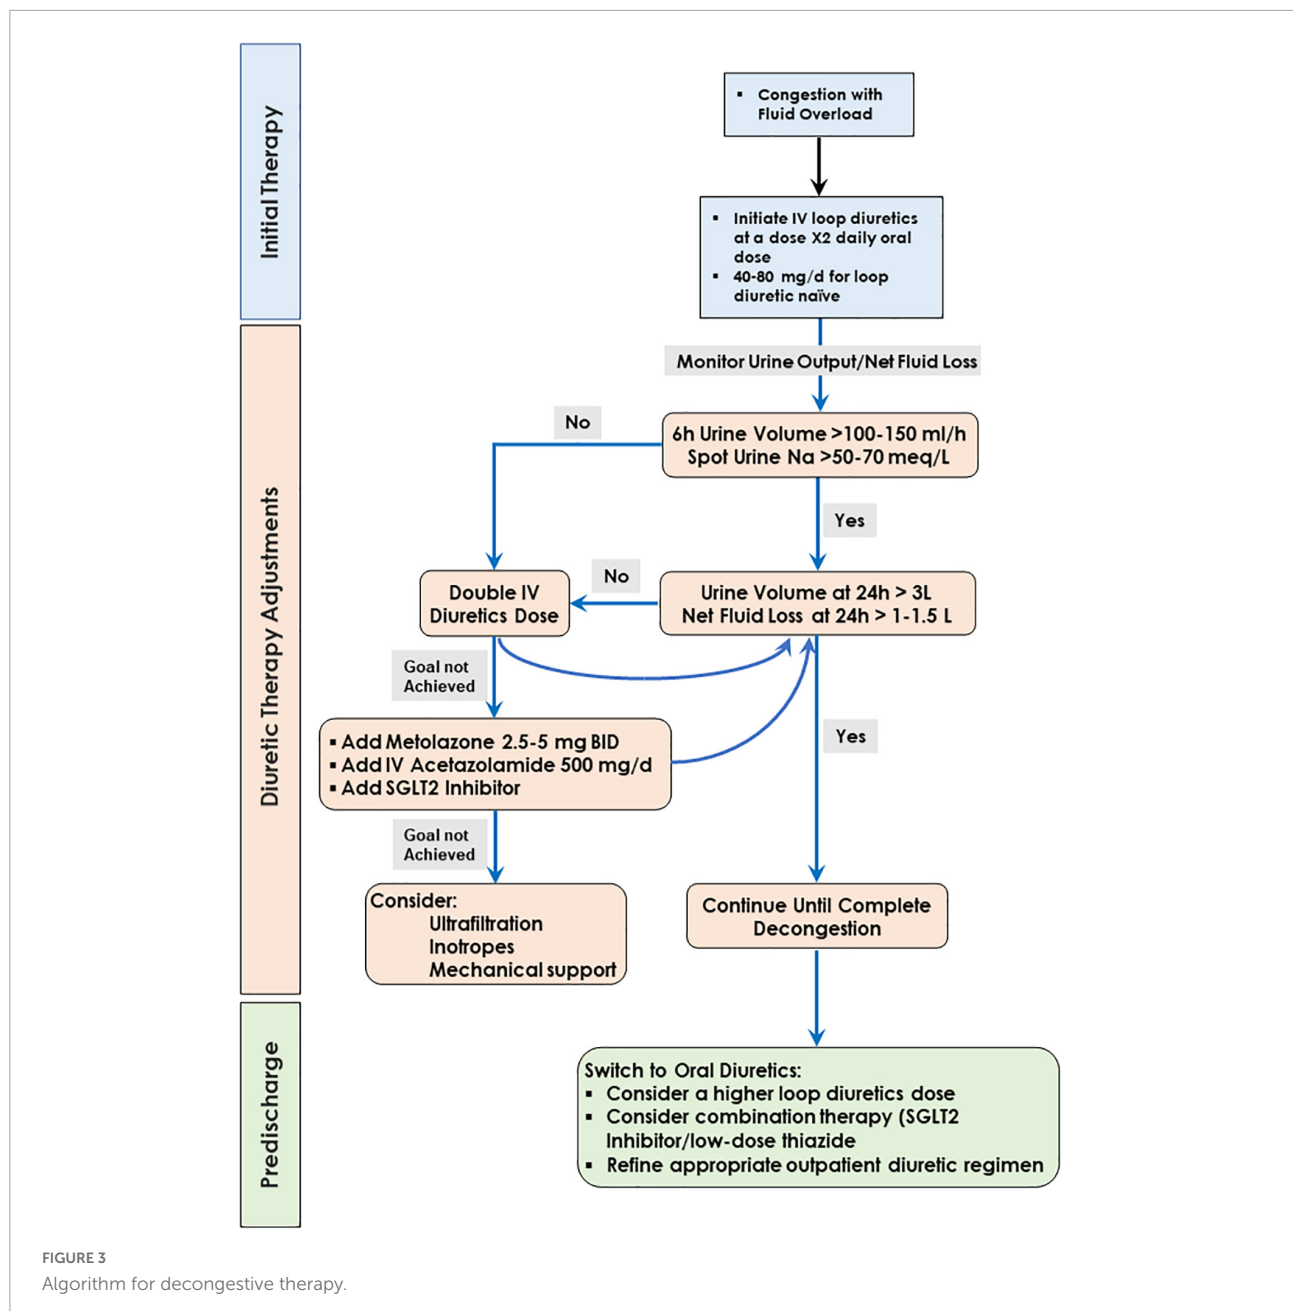 Initial Therapy
▪ Congestion with
Fluid Overload
▪ Initiate IV loop diuretics
at a dose X2 daily oral
dose
▪ 40-80 mg/d for loop
diuretic naïve
Diuretic Therapy Adjustments
Monitor Urine Output/Net Fluid Loss
No
6h Urine Volume >100-150 ml/h
Spot Urine Na >50-70 meq/L
Yes
Double IV
Diuretics Dose
No
Urine Volume at 24h > 3L
Net Fluid Loss at 24h > 1-1.5 L
Goal not
Achieved
▪ Add Metolazone 2.5-5 mg BID
▪ Add IV Acetazolamide 500 mg/d
▪ Add SGLT2 Inhibitor
Yes
Goal not
Achieved
Consider:
Ultrafiltration
Inotropes
Mechanical support
Continue Until Complete
Decongestion
Predischarge
Switch to Oral Diuretics:
▪ Consider a higher loop diuretics dose
▪ Consider combination therapy (SGLT2
Inhibitor/low-dose thiazide
▪ Refine appropriate outpatient diuretic regimen
FIGURE 3
Algorithm for decongestive therapy.